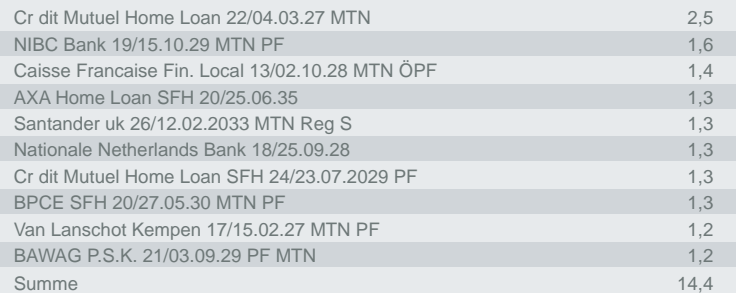 Cr dit Mutuel Home Loan 22/04.03.27 MTN 2,5
NIBC Bank 19/15.10.29 MTN PF 1,6
Caisse Francaise Fin. Local 13/02.10.28 MTN ÖPF 1,4
AXA Home Loan SFH 20/25.06.35 1,3
Santander uk 26/12.02.2033 MTN Reg S 1,3
Nationale Netherlands Bank 18/25.09.28 1,3
Cr dit Mutuel Home Loan SFH 24/23.07.2029 PF 1,3
BPCE SFH 20/27.05.30 MTN PF 1,3
Van Lanschot Kempen 17/15.02.27 MTN PF 1,2
BAWAG P.S.K. 21/03.09.29 PF MTN 1,2
Summe 14,4